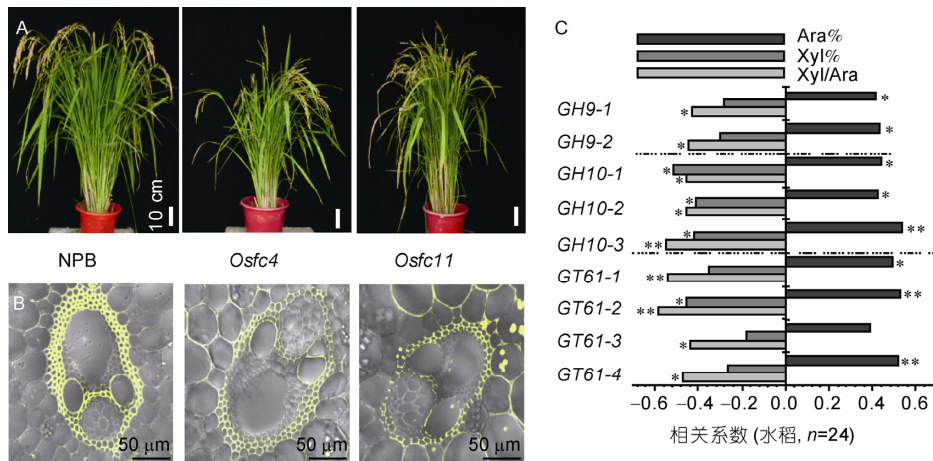 A
10 cm
NPB
Osfc4
Osfc11
B
50 μm
50 μm
50 μm
C
Ara%
Xyl%
Xyl/Ara
GH9-1 * *
GH9-2 * *
GH10-1 * * *
GH10-2 * * *
GH10-3 * ** **
GT61-1 ** *
GT61-2 * ** **
GT61-3 *
GT61-4 * **
−0.6 −0.4 −0.2 0.0 0.2 0.4 0.6
相关系数 (水稻, n=24)